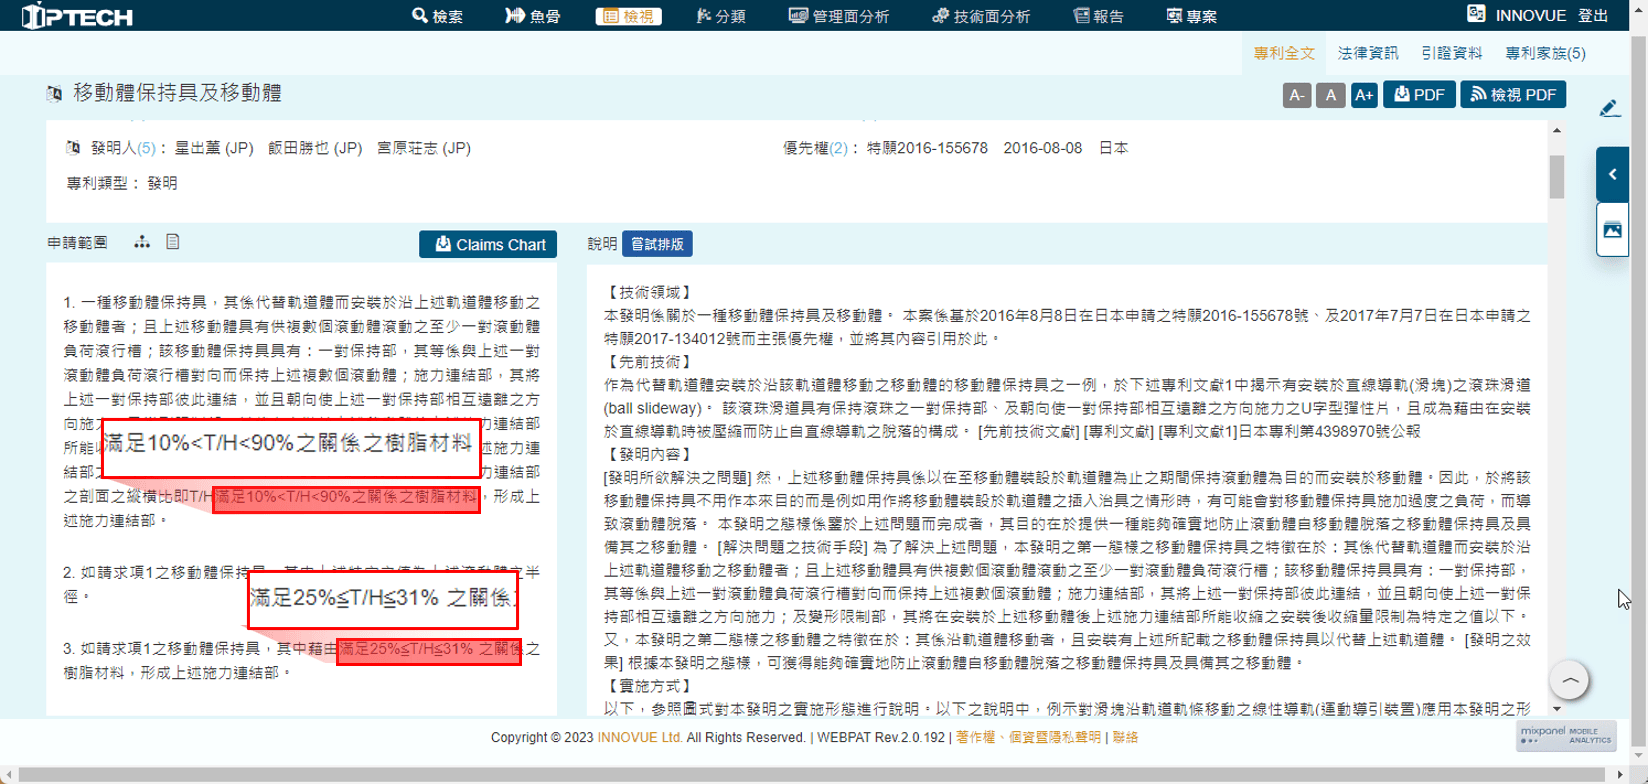 IPTECH
檢索
魚骨
檢視
分類
管理面分析
技術面分析
報告
專案
INNOVUE 登出
專利全文
法律資訊
引證資料
專利家族(5)
移動體保持具及移動體
A-
A
A+
PDF
檢視 PDF
發明人(5)： 星出薰 (JP) 飯田勝也 (JP) 宮原荘志 (JP)
優先權(2)： 特願2016-155678 2016-08-08 日本
專利類型： 發明
申請範圍
Claims Chart
說明
嘗試排版
1. 一種移動體保持具，其係代替軌道體而安裝於沿上述軌道體移動之
移動體者；且上述移動體具有供複數個滾動體滾動之至少一對滾動體
負荷滾行槽；該移動體保持具具有：一對保持部，其等係與上述一對
滾動體負荷滾行槽對向而保持上述複數個滾動體；施力連結部，其將
上述一對保持部彼此連結，並且朝向使上述一對保持部相互遠離之方
滿足10%<T/H<90%之關係之樹脂材料
之剖面之縱橫比即T/H滿足10%<T/H<90%之關係之樹脂材料，形成上
述施力連結部。
2. 如請求項1之移動體保持具
徑。
滿足25%≦T/H≦31% 之關係
3. 如請求項1之移動體保持具，其中藉由滿足25%≦T/H≦31% 之關係之
樹脂材料，形成上述施力連結部。
【技術領域】
本發明係關於一種移動體保持具及移動體。 本案係基於2016年8月8日在日本申請之特願2016-155678號、及2017年7月7日在日本申請之
特願2017-134012號而主張優先權，並將其內容引用於此。
【先前技術】
作為代替軌道體安裝於沿該軌道體移動之移動體的移動體保持具之一例，於下述專利文獻1中揭示有安裝於直線導軌(滑塊)之滾珠滑道
(ball slideway)。 該滾珠滑道具有保持滾珠之一對保持部、及朝向使一對保持部相互遠離之方向施力之U字型彈性片，且成為藉由在安裝
於直線導軌時被壓縮而防止自直線導軌之脫落的構成。 [先前技術文獻] [專利文獻] [專利文獻1]日本專利第4398970號公報
【發明內容】
[發明所欲解決之問題] 然，上述移動體保持具係以在至移動體裝設於軌道體為止之期間保持滾動體為目的而安裝於移動體。因此，於將該
移動體保持具不用作本來目的而是例如用作將移動體裝設於軌道體之插入治具之情形時，有可能會對移動體保持具施加過度之負荷，而導
致滾動體脫落。 本發明之態樣係鑒於上述問題而完成者，其目的在於提供一種能夠確實地防止滾動體自移動體脫落之移動體保持具及具
備其之移動體。 [解決問題之技術手段] 為了解決上述問題，本發明之第一態樣之移動體保持具之特徵在於：其係代替軌道體而安裝於沿
上述軌道體移動之移動體者；且上述移動體具有供複數個滾動體滾動之至少一對滾動體負荷滾行槽；該移動體保持具具有：一對保持部，
其等係與上述一對滾動體負荷滾行槽對向而保持上述複數個滾動體；施力連結部，其將上述一對保持部彼此連結，並且朝向使上述一對保
持部相互遠離之方向施力；及變形限制部，其將在安裝於上述移動體後上述施力連結部所能收縮之安裝後收縮量限制為特定之值以下。
又，本發明之第二態樣之移動體之特徵在於：其係沿軌道體移動者，且安裝有上述所記載之移動體保持具以代替上述軌道體。 [發明之效
果] 根據本發明之態樣，可獲得能夠確實地防止滾動體自移動體脫落之移動體保持具及具備其之移動體。
【實施方式】
以下，參照圖式對本發明之實施形態進行說明。以下之說明中，例示對滑塊沿軌道軌條移動之線性導軌(運動導引裝置)應用本發明之形
Copyright © 2023 INNOVUE Ltd. All Rights Reserved. | WEBPAT Rev.2.0.192 | 著作權、個資暨隱私聲明 | 聯絡
mixpanel MOBILE ANALYTICS